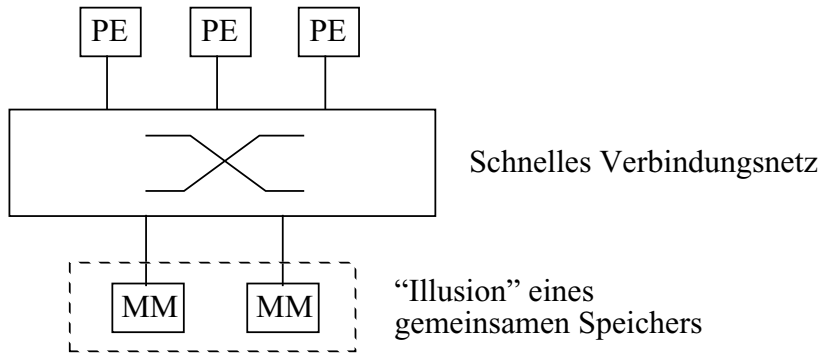 PE PE PE
Schnelles Verbindungsnetz
MM MM
“Illusion” eines
gemeinsamen Speichers